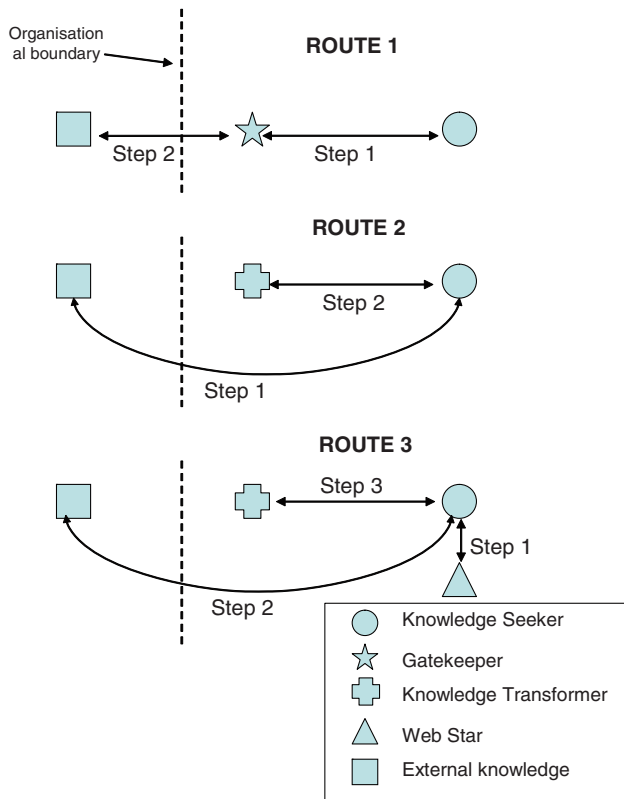 Organisation
al boundary
ROUTE 1
Step 2
Step 1
ROUTE 2
Step 2
Step 1
ROUTE 3
Step 3
Step 1
Step 2
Knowledge Seeker
Gatekeeper
Knowledge Transformer
Web Star
External knowledge